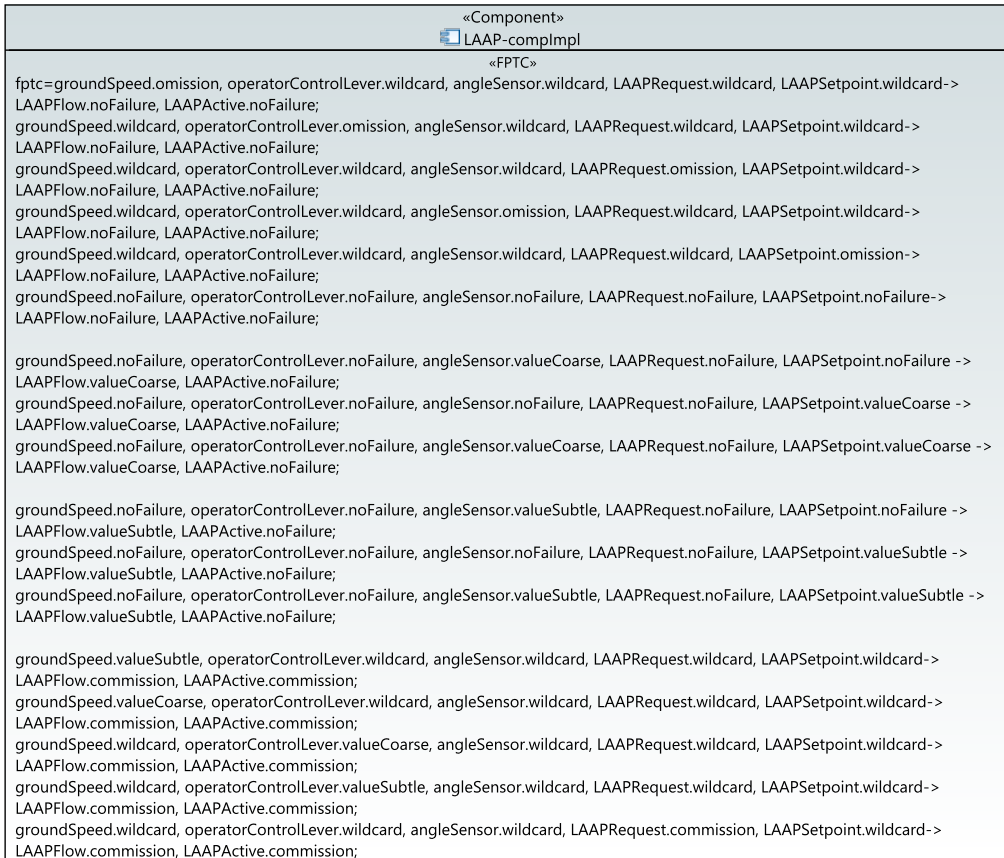 «Component»
LAAP-compImpl
«FPTC»
fptc=groundSpeed.omission, operatorControlLever.wildcard, angleSensor.wildcard, LAAPRequest.wildcard, LAAPSetpoint.wildcard->
LAAPFlow.noFailure, LAAPActive.noFailure;
groundSpeed.wildcard, operatorControlLever.omission, angleSensor.wildcard, LAAPRequest.wildcard, LAAPSetpoint.wildcard->
LAAPFlow.noFailure, LAAPActive.noFailure;
groundSpeed.wildcard, operatorControlLever.wildcard, angleSensor.wildcard, LAAPRequest.omission, LAAPSetpoint.wildcard->
LAAPFlow.noFailure, LAAPActive.noFailure;
groundSpeed.wildcard, operatorControlLever.wildcard, angleSensor.omission, LAAPRequest.wildcard, LAAPSetpoint.wildcard->
LAAPFlow.noFailure, LAAPActive.noFailure;
groundSpeed.wildcard, operatorControlLever.wildcard, angleSensor.wildcard, LAAPRequest.wildcard, LAAPSetpoint.omission->
LAAPFlow.noFailure, LAAPActive.noFailure;
groundSpeed.noFailure, operatorControlLever.noFailure, angleSensor.noFailure, LAAPRequest.noFailure, LAAPSetpoint.noFailure->
LAAPFlow.noFailure, LAAPActive.noFailure;
groundSpeed.noFailure, operatorControlLever.noFailure, angleSensor.valueCoarse, LAAPRequest.noFailure, LAAPSetpoint.noFailure ->
LAAPFlow.valueCoarse, LAAPActive.noFailure;
groundSpeed.noFailure, operatorControlLever.noFailure, angleSensor.noFailure, LAAPRequest.noFailure, LAAPSetpoint.valueCoarse ->
LAAPFlow.valueCoarse, LAAPActive.noFailure;
groundSpeed.noFailure, operatorControlLever.noFailure, angleSensor.valueCoarse, LAAPRequest.noFailure, LAAPSetpoint.valueCoarse ->
LAAPFlow.valueCoarse, LAAPActive.noFailure;
groundSpeed.noFailure, operatorControlLever.noFailure, angleSensor.valueSubtle, LAAPRequest.noFailure, LAAPSetpoint.noFailure ->
LAAPFlow.valueSubtle, LAAPActive.noFailure;
groundSpeed.noFailure, operatorControlLever.noFailure, angleSensor.noFailure, LAAPRequest.noFailure, LAAPSetpoint.valueSubtle ->
LAAPFlow.valueSubtle, LAAPActive.noFailure;
groundSpeed.noFailure, operatorControlLever.noFailure, angleSensor.valueSubtle, LAAPRequest.noFailure, LAAPSetpoint.valueSubtle ->
LAAPFlow.valueSubtle, LAAPActive.noFailure;
groundSpeed.valueSubtle, operatorControlLever.wildcard, angleSensor.wildcard, LAAPRequest.wildcard, LAAPSetpoint.wildcard->
LAAPFlow.commission, LAAPActive.commission;
groundSpeed.valueCoarse, operatorControlLever.wildcard, angleSensor.wildcard, LAAPRequest.wildcard, LAAPSetpoint.wildcard->
LAAPFlow.commission, LAAPActive.commission;
groundSpeed.wildcard, operatorControlLever.valueCoarse, angleSensor.wildcard, LAAPRequest.wildcard, LAAPSetpoint.wildcard->
LAAPFlow.commission, LAAPActive.commission;
groundSpeed.wildcard, operatorControlLever.valueSubtle, angleSensor.wildcard, LAAPRequest.wildcard, LAAPSetpoint.wildcard->
LAAPFlow.commission, LAAPActive.commission;
groundSpeed.wildcard, operatorControlLever.wildcard, angleSensor.wildcard, LAAPRequest.commission, LAAPSetpoint.wildcard->
LAAPFlow.commission, LAAPActive.commission;